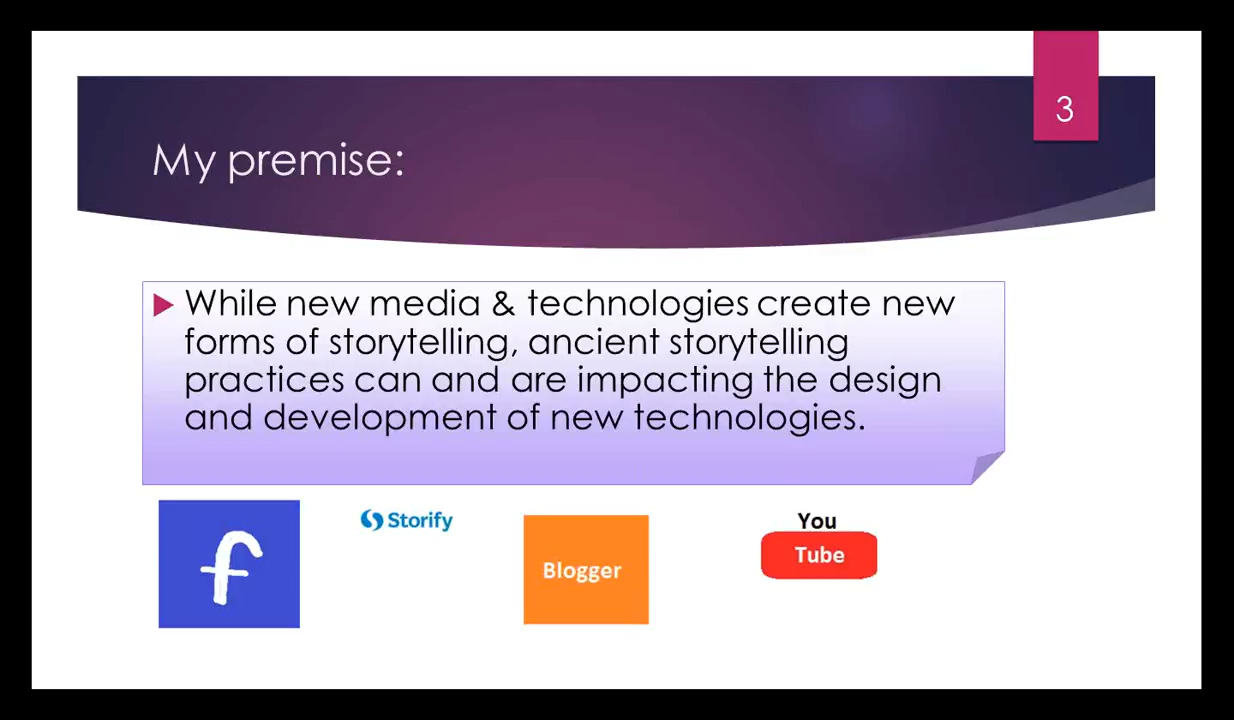 3
My premise:
While new media & technologies create new
forms of storytelling, ancient storytelling
practices can and are impacting the design
and development of new technologies.
f
Storify
Blogger
You
Tube